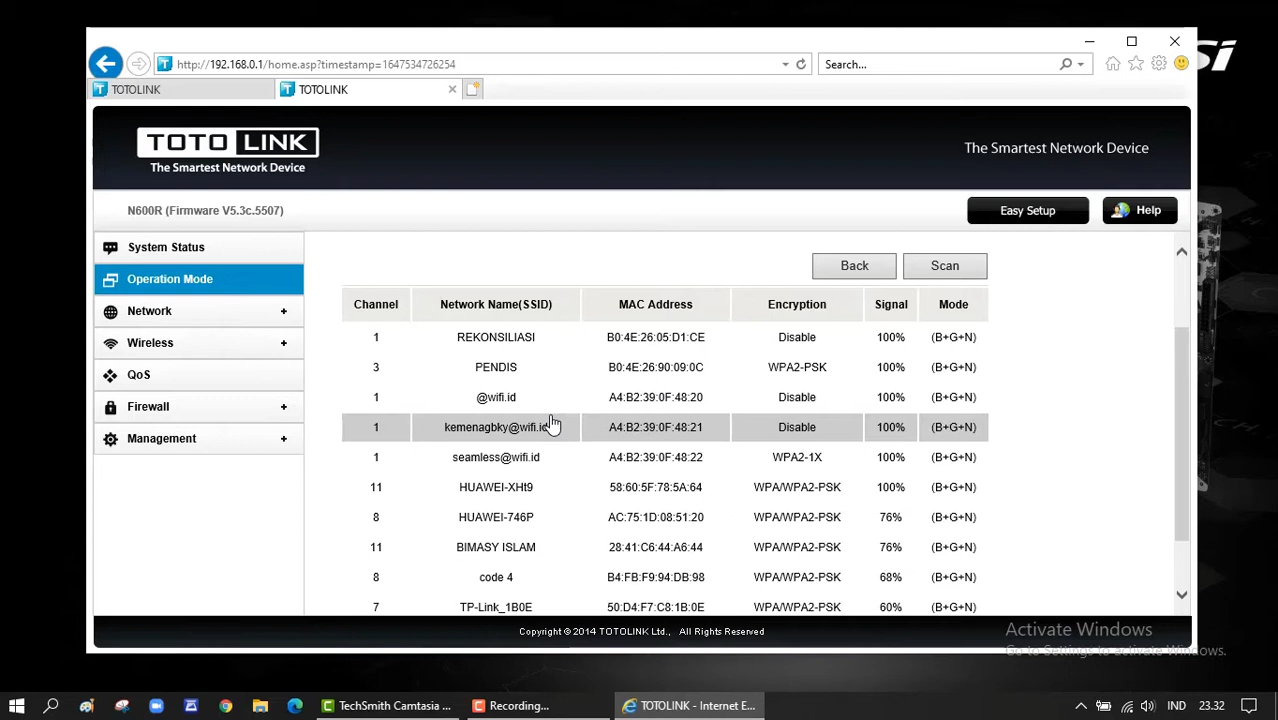 http://192.168.0.1/home.asp?timestamp=1647534726254
Search...
TOTOLINK
TOTOLINK
TOTO LINK
The Smartest Network Device
The Smartest Network Device
N600R (Firmware V5.3c.5507)
Easy Setup
Help
System Status
Operation Mode
Network +
Wireless +
QoS
Firewall +
Management +
Back Scan
Channel Network Name(SSID) MAC Address Encryption Signal Mode
1 REKONSILIASI B0:4E:26:05:D1:CE Disable 100% (B+G+N)
3 PENDIS B0:4E:26:90:09:0C WPA2-PSK 100% (B+G+N)
1 @wifi.id A4:B2:39:0F:48:20 Disable 100% (B+G+N)
1 kemenagbky@wifi.id A4:B2:39:0F:48:21 Disable 100% (B+G+N)
1 seamless@wifi.id A4:B2:39:0F:48:22 WPA2-1X 100% (B+G+N)
11 HUAWEI-XHt9 58:60:5F:78:5A:64 WPA/WPA2-PSK 100% (B+G+N)
8 HUAWEI-746P AC:75:1D:08:51:20 WPA/WPA2-PSK 76% (B+G+N)
11 BIMASY ISLAM 28:41:C6:44:A6:44 WPA/WPA2-PSK 76% (B+G+N)
8 code 4 B4:FB:F9:94:DB:98 WPA/WPA2-PSK 68% (B+G+N)
7 TP-Link_1B0E 50:D4:F7:C8:1B:0E WPA/WPA2-PSK 60% (B+G+N)
Copyright © 2014 TOTOLINK Ltd., All Rights Reserved
Activate Windows
Go to Settings to activate Windows.
TechSmith Camtasia ...
Recording...
TOTOLINK - Internet E...
IND
23.32